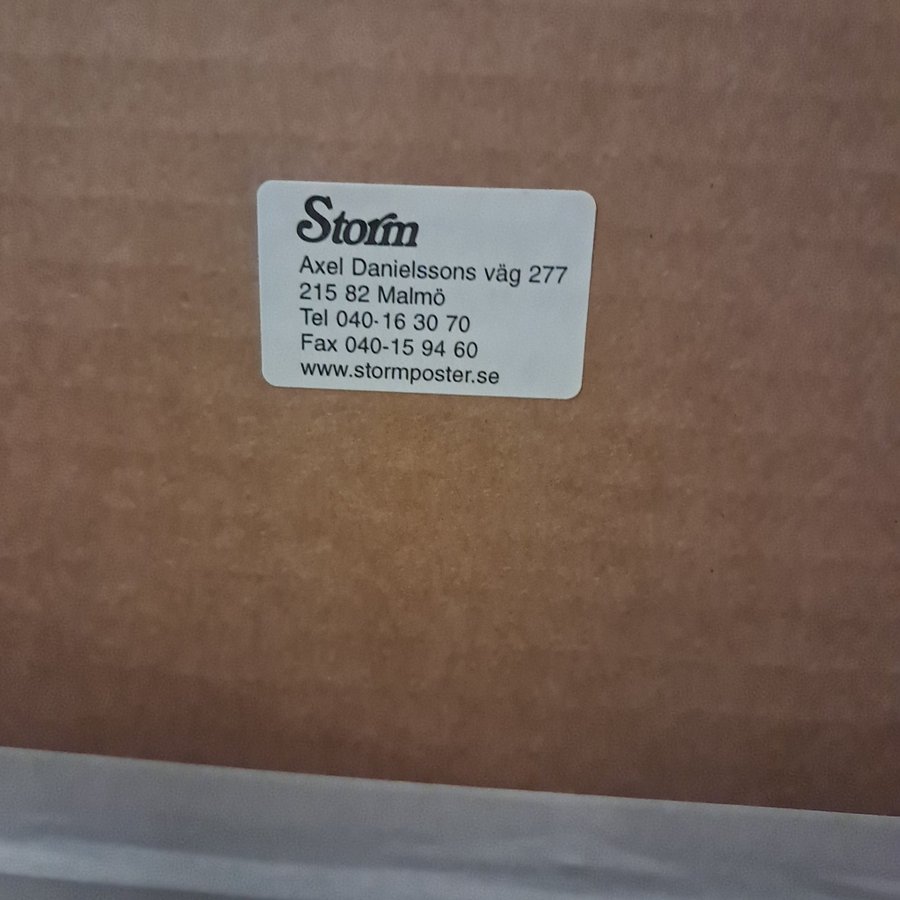 Storm
Axel Danielssons väg 277
215 82 Malmö
Tel 040-16 30 70
Fax 040-15 94 60
www.stormposter.se